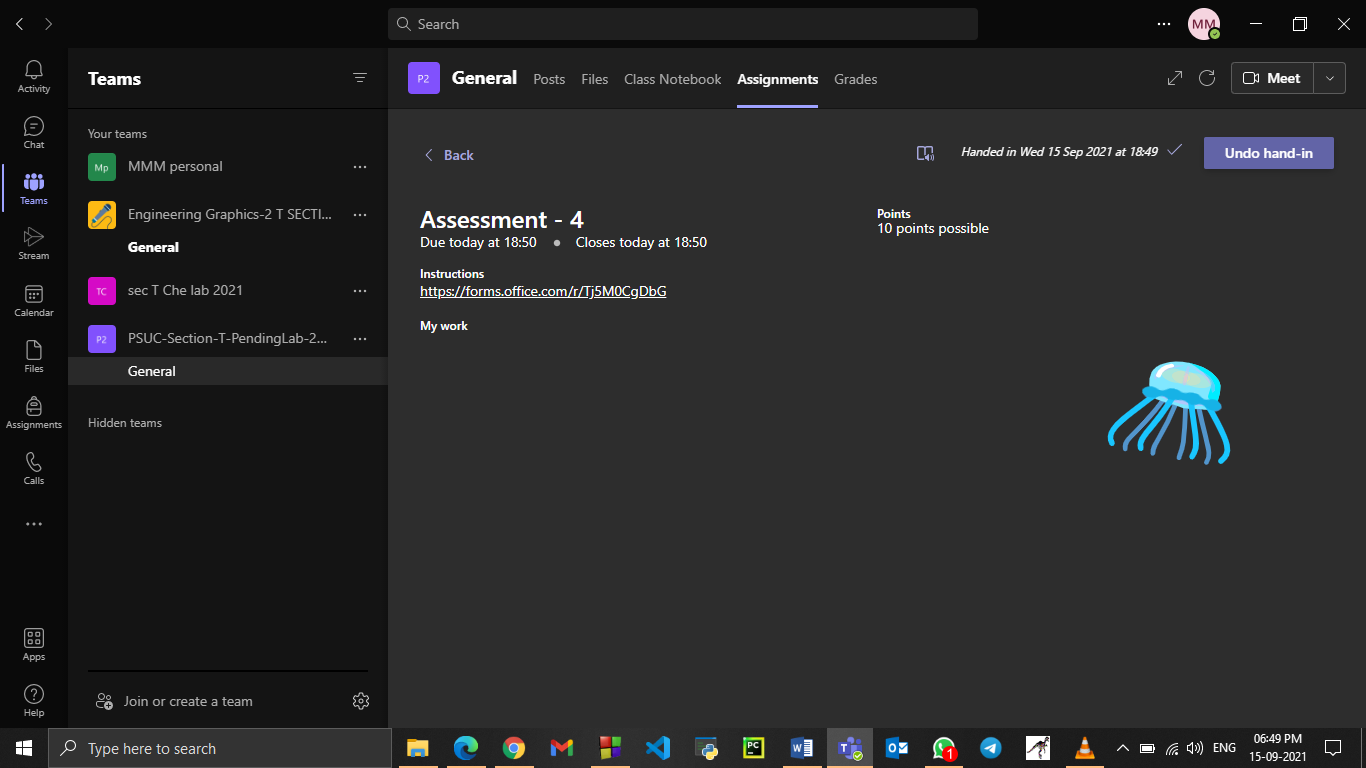 Search
MM
Activity
Chat
Teams
Stream
Calendar
Files
Assignments
Calls
Apps
Help
Teams
Your teams
Mp MMM personal
Engineering Graphics-2 T SECTI...
General
TC sec T Che lab 2021
P2 PSUC-Section-T-PendingLab-2...
General
Hidden teams
Join or create a team
P2 General Posts Files Class Notebook Assignments Grades
Meet
Back
Handed in Wed 15 Sep 2021 at 18:49
Undo hand-in
Assessment - 4
Due today at 18:50 • Closes today at 18:50
Points
10 points possible
Instructions
https://forms.office.com/r/Tj5M0CgDbG
My work
Type here to search
PC
1
ENG
06:49 PM
15-09-2021